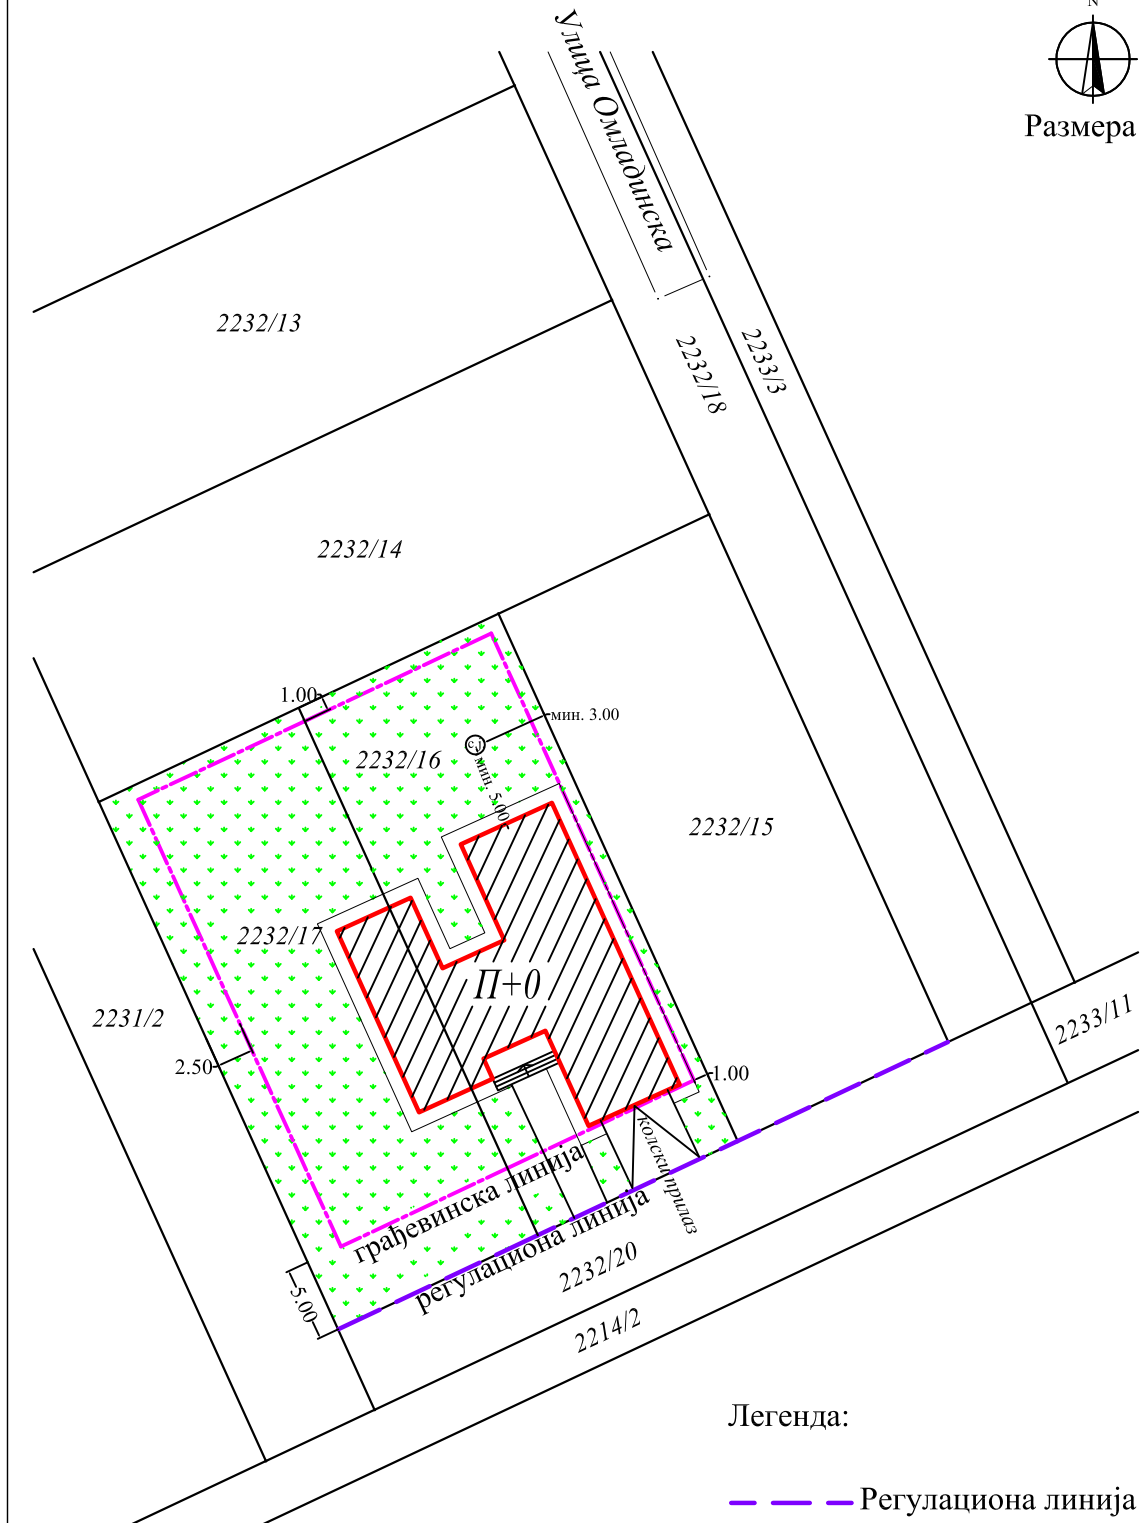 N
Размера
Улица Омладинска
2232/13
2232/18
2233/3
2232/14
1.00
мин. 3.00
2232/16
с.ј
мин. 5.00
2232/15
2232/17
П+0
2231/2
2233/11
2.50
1.00
колски прилаз
грађевинска линија
регулациона линија
2232/20
5.00
2214/2
Легенда:
Регулациона линија